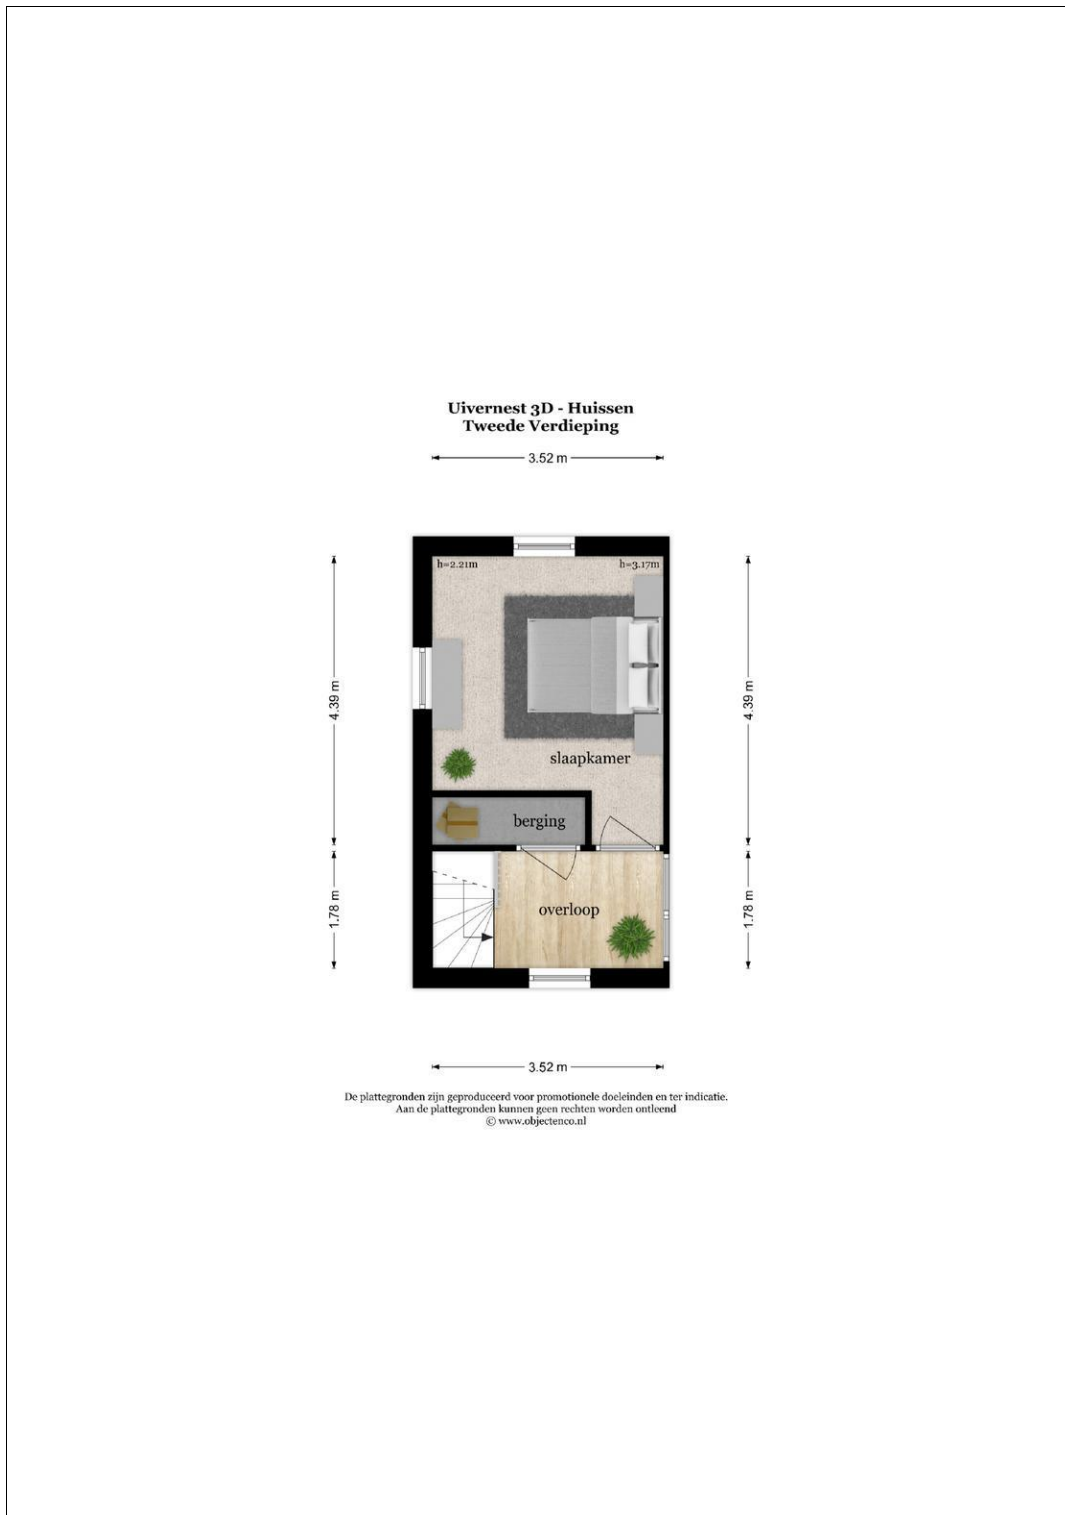 Uivernest 3D - Huissen
Tweede Verdieping
3.52 m
h=2.21m
h=3.17m
4.39 m
4.39 m
slaapkamer
berging
1.78 m
overloop
1.78 m
3.52 m
De plattegronden zijn geproduceerd voor promotionele doeleinden en ter indicatie.
Aan de plattegronden kunnen geen rechten worden ontleend
© www.objectenco.nl